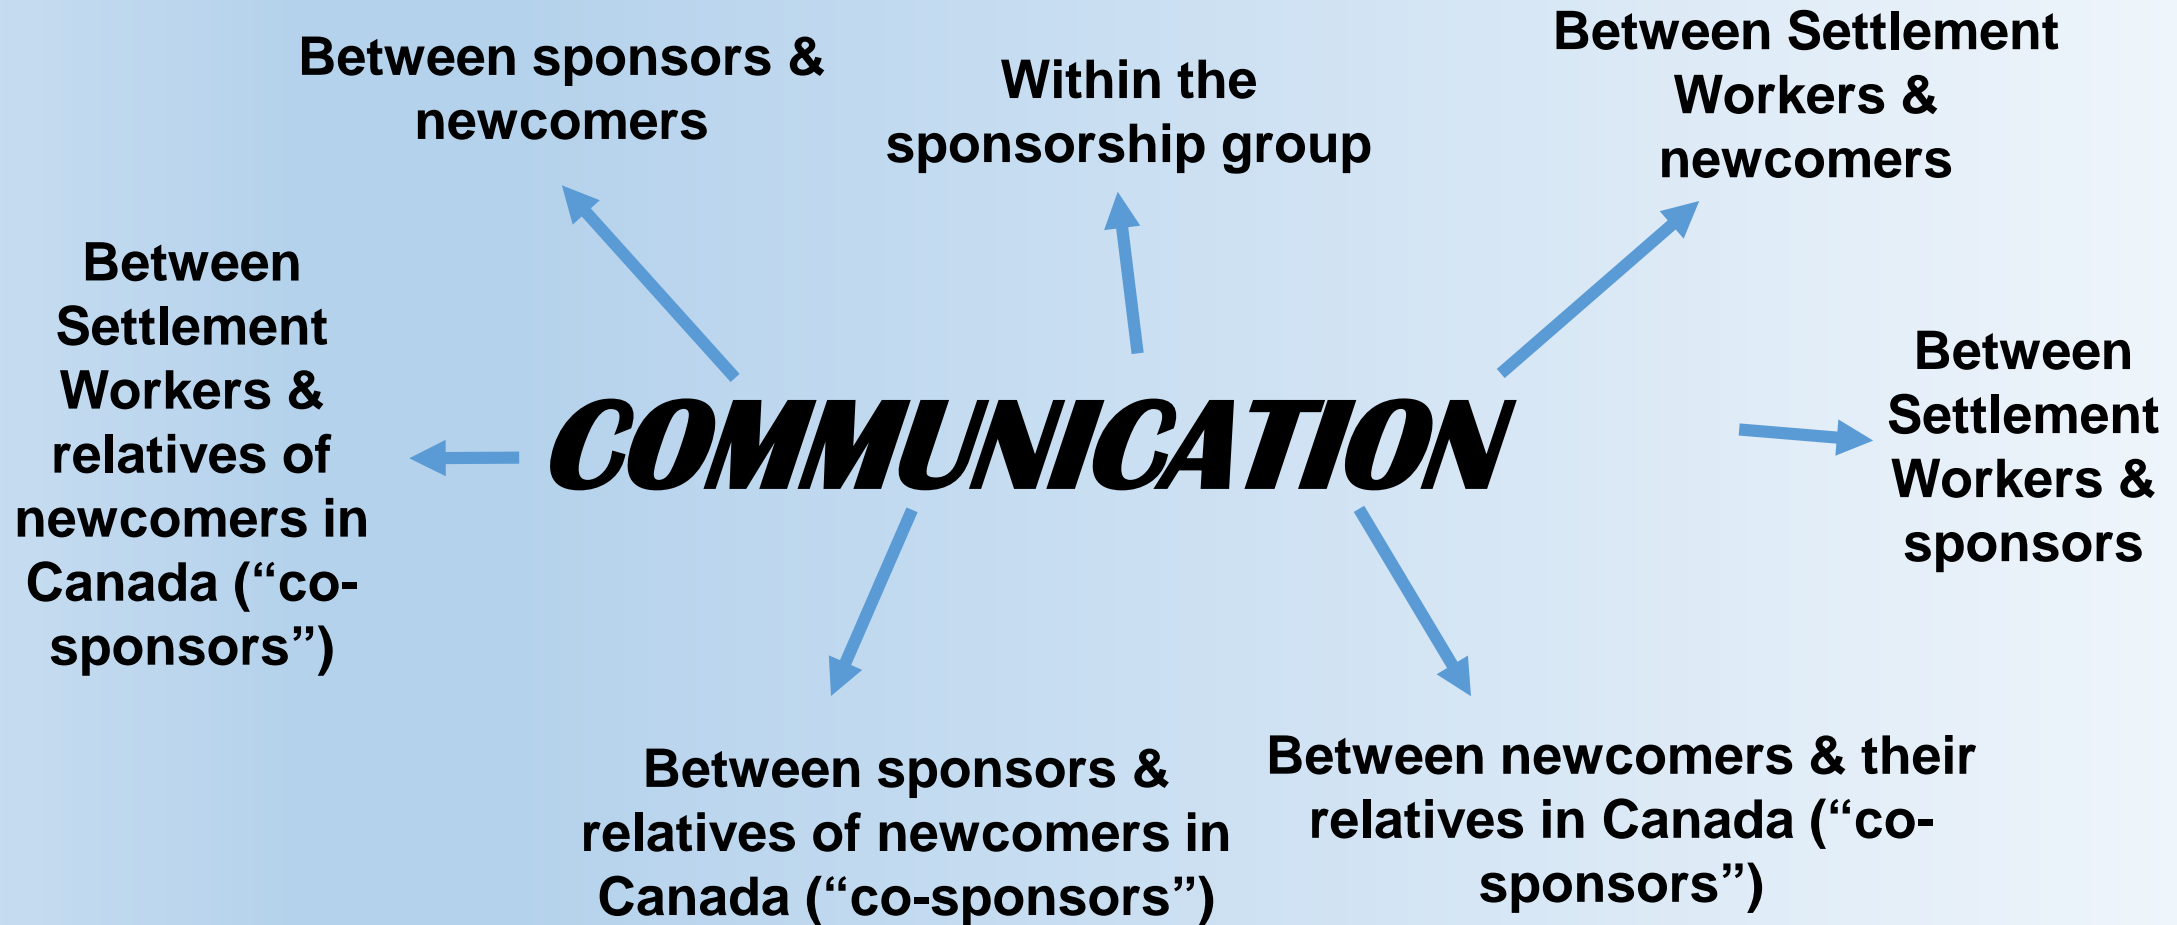 Between sponsors &
newcomers
Within the
sponsorship group
Between Settlement
Workers &
newcomers
Between
Settlement
Workers &
relatives of
newcomers in
Canada (“co-
sponsors”)
COMMUNICATION
Between
Settlement
Workers &
sponsors
Between sponsors &
relatives of newcomers in
Canada (“co-sponsors”)
Between newcomers & their
relatives in Canada (“co-
sponsors”)